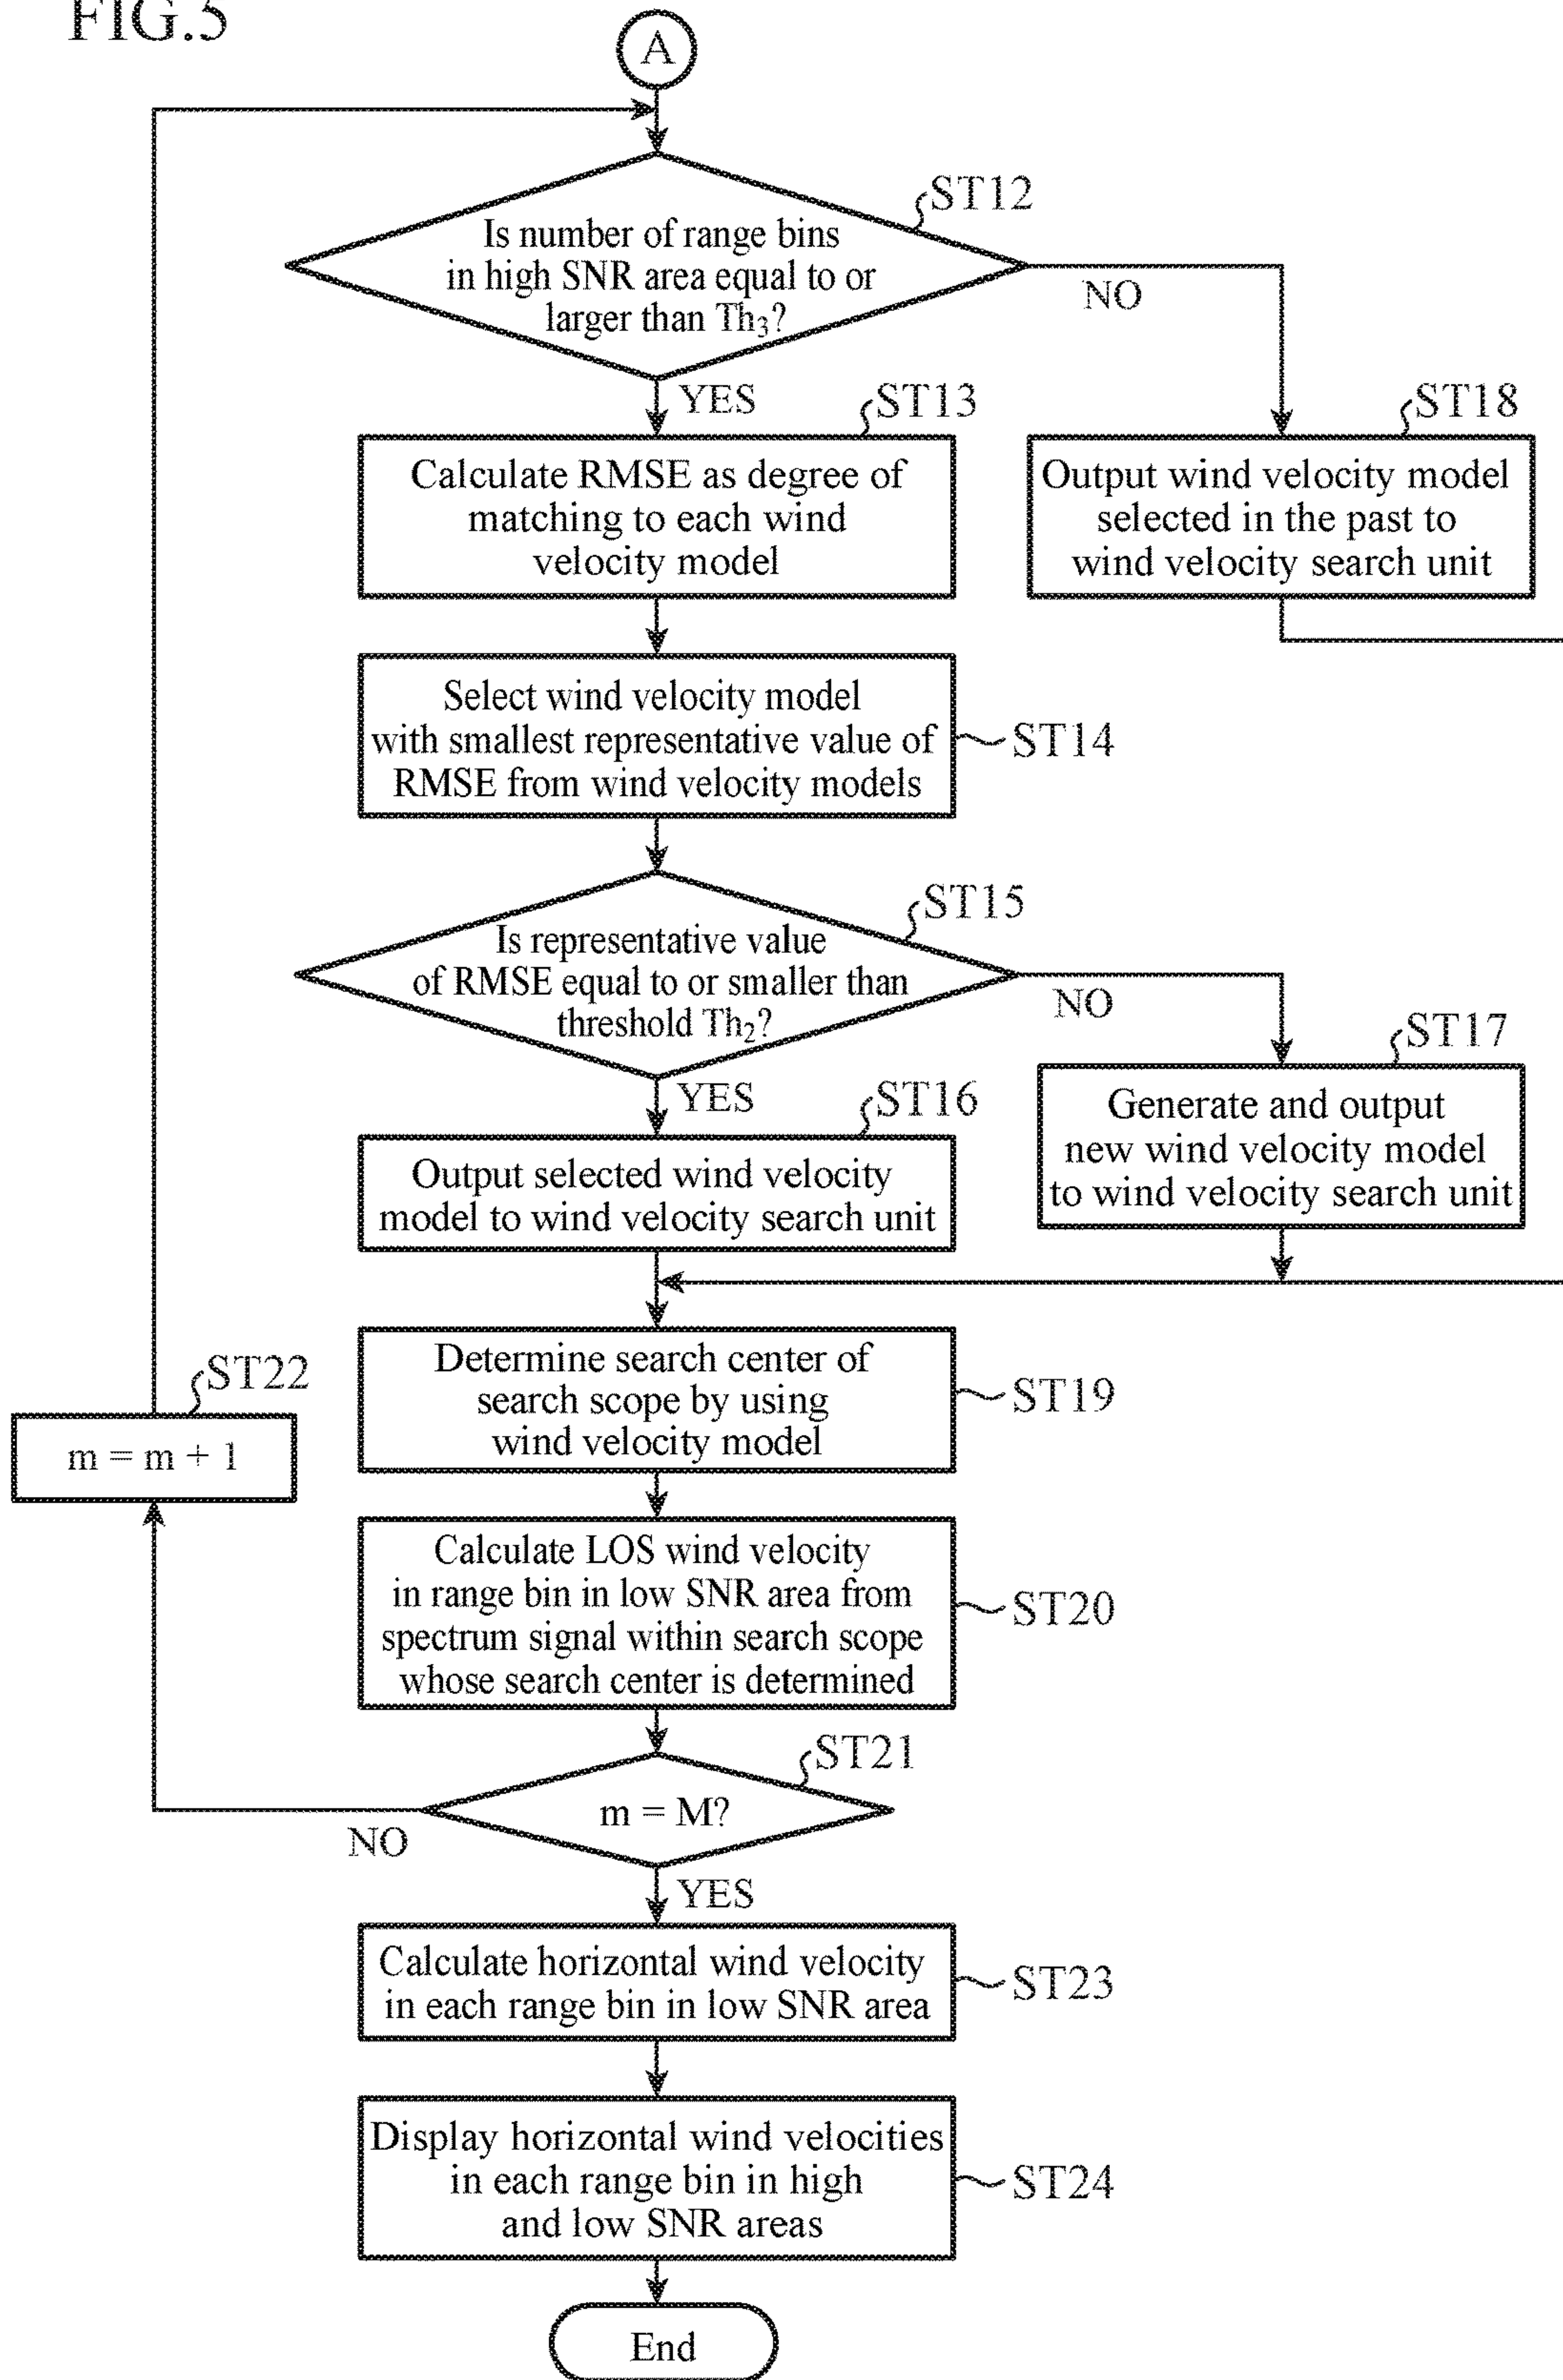 FIG.5
A
ST12
Is number of range bins
in high SNR area equal to or
larger than Th₃?
NO
YES
ST13
Calculate RMSE as degree of
matching to each wind
velocity model
ST18
Output wind velocity model
selected in the past to
wind velocity search unit
Select wind velocity model
with smallest representative value of
RMSE from wind velocity models
ST14
ST15
Is representative value
of RMSE equal to or smaller than
threshold Th₂?
NO
YES
ST16
Output selected wind velocity
model to wind velocity search unit
ST17
Generate and output
new wind velocity model
to wind velocity search unit
Determine search center of
search scope by using
wind velocity model
ST19
ST22
m = m + 1
Calculate LOS wind velocity
in range bin in low SNR area from
spectrum signal within search scope
whose search center is determined
ST20
ST21
m = M?
NO
YES
Calculate horizontal wind velocity
in each range bin in low SNR area
ST23
Display horizontal wind velocities
in each range bin in high
and low SNR areas
ST24
End